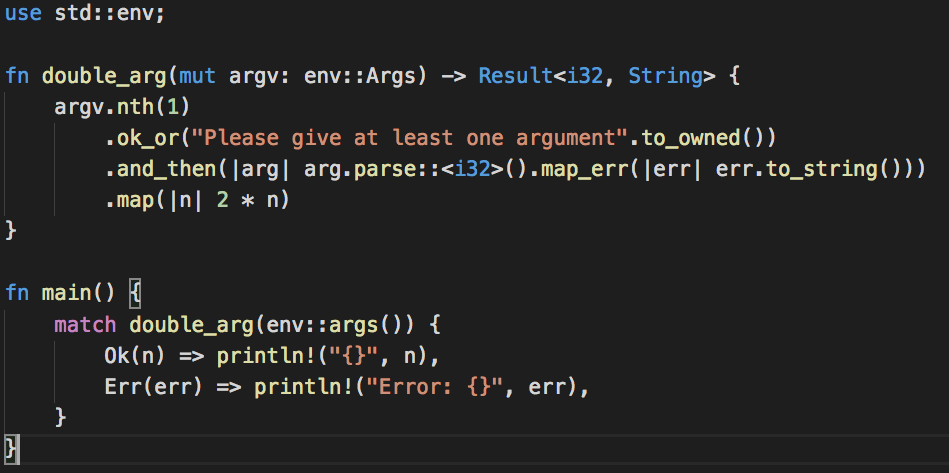 use std::env;

fn double_arg(mut argv: env::Args) -> Result<i32, String> {
    argv.nth(1)
        .ok_or("Please give at least one argument".to_owned())
        .and_then(|arg| arg.parse::<i32>().map_err(|err| err.to_string()))
        .map(|n| 2 * n)
}

fn main() {
    match double_arg(env::args()) {
        Ok(n) => println!("{}", n),
        Err(err) => println!("Error: {}", err),
    }
}